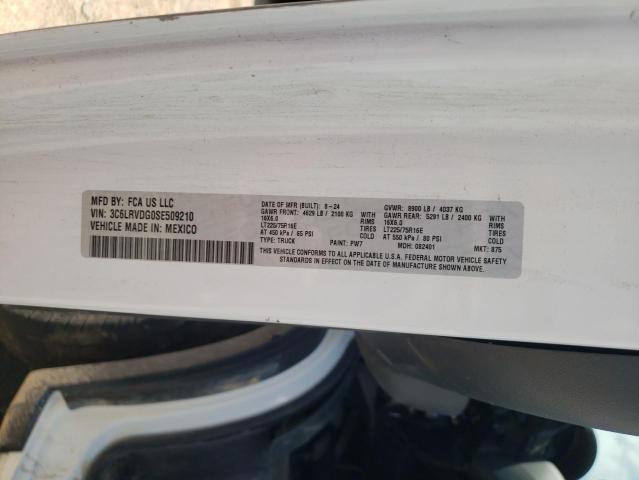 MFD BY: FCA US LLC
VIN: 3C6LRVDG0SE509210
VEHICLE MADE IN: MEXICO
DATE OF MFR (BUILT): 8-24 GVWR: 8900 LB / 4037 KG
GAWR FRONT: 4629 LB / 2100 KG WITH GAWR REAR: 5291 LB / 2400 KG WITH
16X6.0 RIMS 16X6.0 RIMS
LT225/75R16E TIRES LT225/75R16E TIRES
AT 450 kPa / 65 PSI COLD AT 550 kPa / 80 PSI COLD
TYPE: TRUCK PAINT: PW7 MDH: 082401 MKT: 875
THIS VEHICLE CONFORMS TO ALL APPLICABLE U.S.A. FEDERAL MOTOR VEHICLE SAFETY
STANDARDS IN EFFECT ON THE DATE OF MANUFACTURE SHOWN ABOVE.